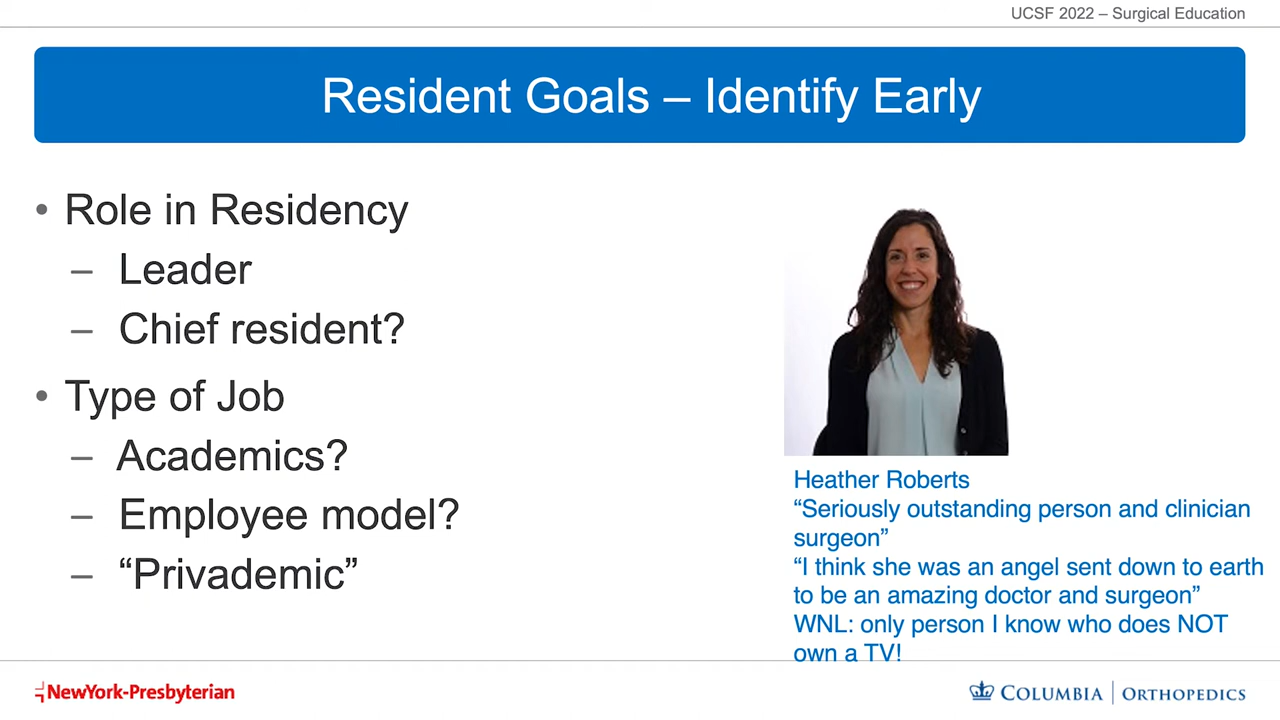 UCSF 2022 – Surgical Education
Resident Goals – Identify Early
• Role in Residency
– Leader
– Chief resident?
• Type of Job
– Academics?
– Employee model?
– “Privademic”
Heather Roberts
“Seriously outstanding person and clinician
surgeon”
“I think she was an angel sent down to earth
to be an amazing doctor and surgeon”
WNL: only person I know who does NOT
own a TV!
NewYork-Presbyterian
COLUMBIA | ORTHOPEDICS